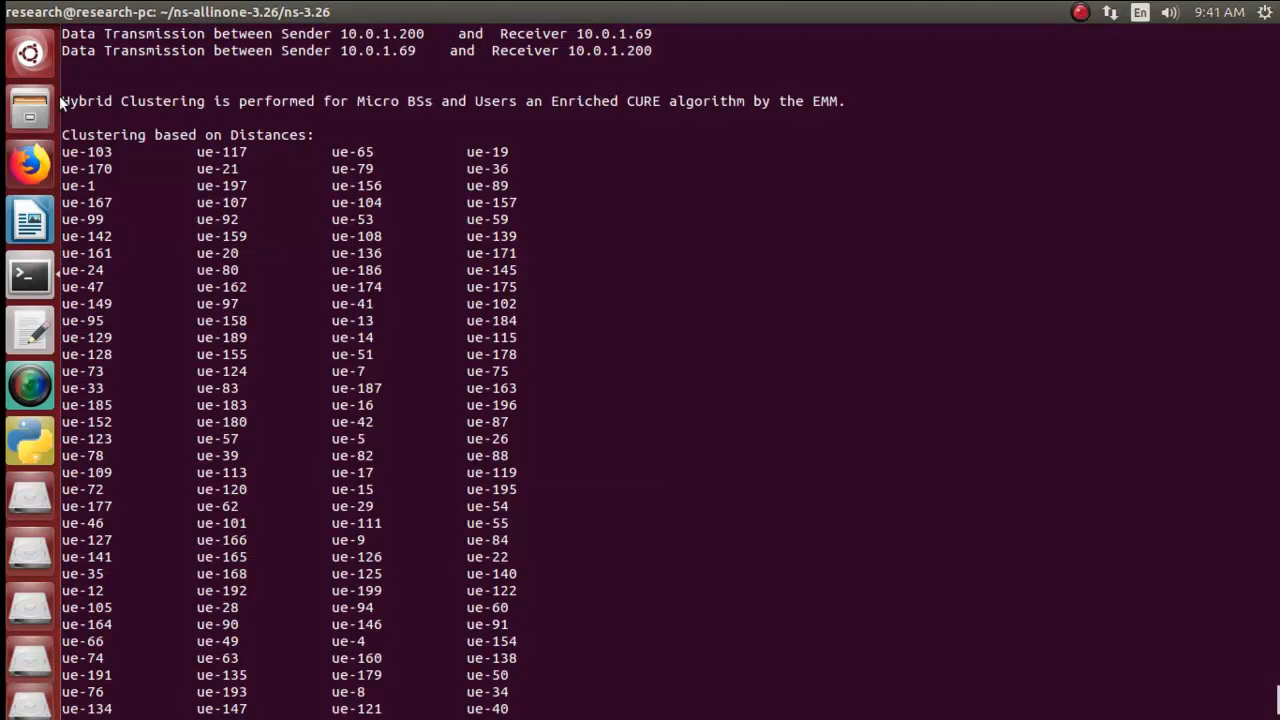 research@research-pc: ~/ns-allinone-3.26/ns-3.26
En
9:41 AM
Data Transmission between Sender 10.0.1.200 and Receiver 10.0.1.69
Data Transmission between Sender 10.0.1.69 and Receiver 10.0.1.200
Hybrid Clustering is performed for Micro BSs and Users an Enriched CURE algorithm by the EMM.
Clustering based on Distances:
ue-103 ue-117 ue-65 ue-19
ue-170 ue-21 ue-79 ue-36
ue-1 ue-197 ue-156 ue-89
ue-167 ue-107 ue-104 ue-157
ue-99 ue-92 ue-53 ue-59
ue-142 ue-159 ue-108 ue-139
ue-161 ue-20 ue-136 ue-171
ue-24 ue-80 ue-186 ue-145
ue-47 ue-162 ue-174 ue-175
ue-149 ue-97 ue-41 ue-102
ue-95 ue-158 ue-13 ue-184
ue-129 ue-189 ue-14 ue-115
ue-128 ue-155 ue-51 ue-178
ue-73 ue-124 ue-7 ue-75
ue-33 ue-83 ue-187 ue-163
ue-185 ue-183 ue-16 ue-196
ue-152 ue-180 ue-42 ue-87
ue-123 ue-57 ue-5 ue-26
ue-78 ue-39 ue-82 ue-88
ue-109 ue-113 ue-17 ue-119
ue-72 ue-120 ue-15 ue-195
ue-177 ue-62 ue-29 ue-54
ue-46 ue-101 ue-111 ue-55
ue-127 ue-166 ue-9 ue-84
ue-141 ue-165 ue-126 ue-22
ue-35 ue-168 ue-125 ue-140
ue-12 ue-192 ue-199 ue-122
ue-105 ue-28 ue-94 ue-60
ue-164 ue-90 ue-146 ue-91
ue-66 ue-49 ue-4 ue-154
ue-74 ue-63 ue-160 ue-138
ue-191 ue-135 ue-179 ue-50
ue-76 ue-193 ue-8 ue-34
ue-134 ue-147 ue-121 ue-40